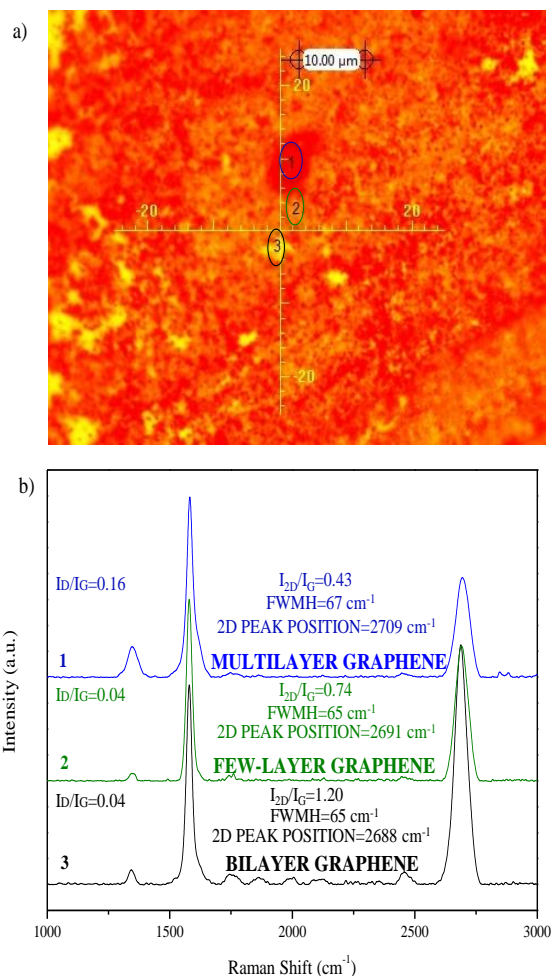 a)
10.00 µm
20
1
2
-20
20
3
-20
b)
ID/IG=0.16
I2D/IG=0.43
FWMH=67 cm-1
2D PEAK POSITION=2709 cm-1
1
MULTILAYER GRAPHENE
ID/IG=0.04
I2D/IG=0.74
FWMH=65 cm-1
2D PEAK POSITION=2691 cm-1
2
FEW-LAYER GRAPHENE
ID/IG=0.04
I2D/IG=1.20
FWMH=65 cm-1
2D PEAK POSITION=2688 cm-1
3
BILAYER GRAPHENE
Intensity (a.u.)
1000 1500 2000 2500 3000
Raman Shift (cm-1)